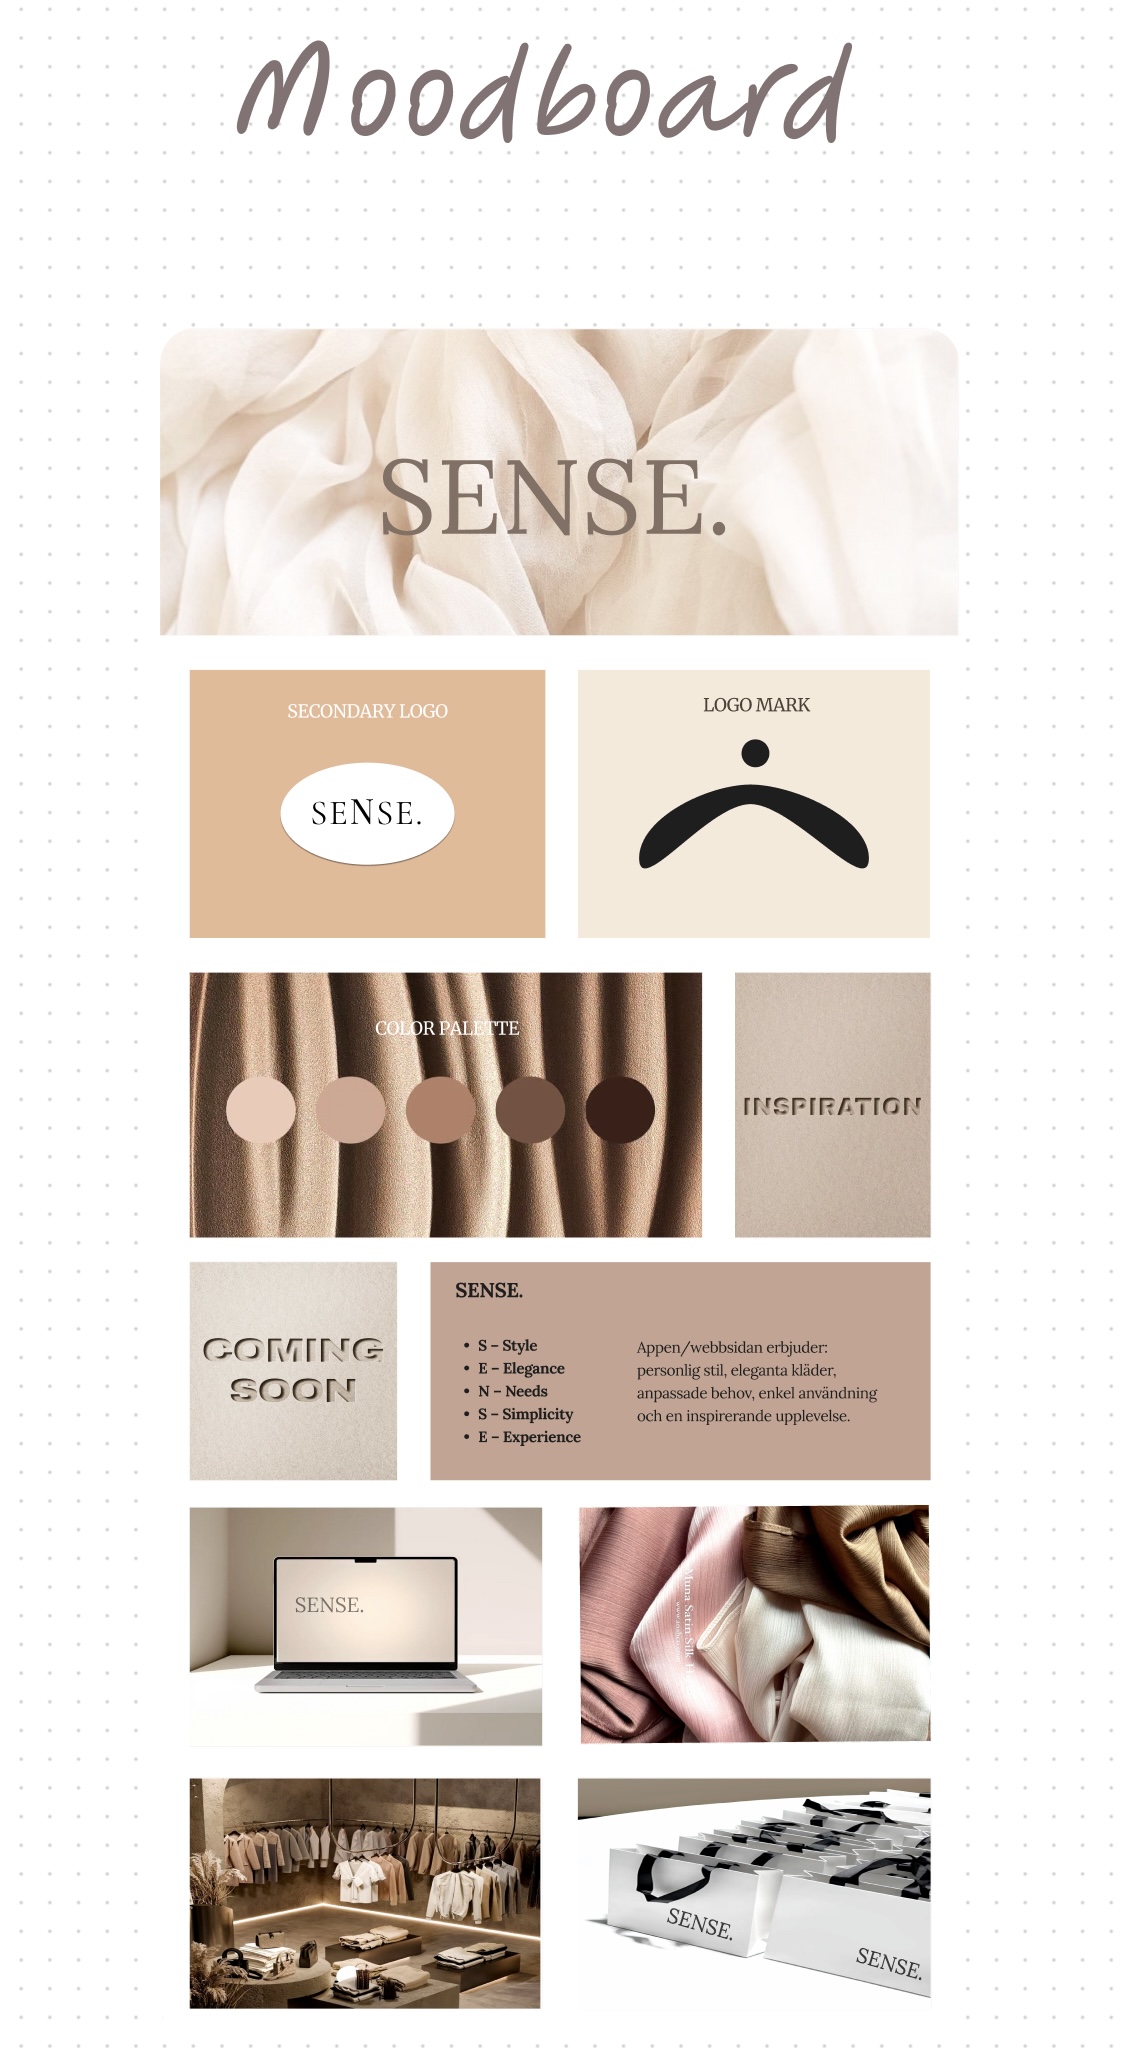 Moodboard
SENSE.
SECONDARY LOGO
LOGO MARK
SENSE.
COLOR PALETTE
INSPIRATION
COMING
SOON
SENSE.
• S – Style
• E – Elegance
• N – Needs
• S – Simplicity
• E – Experience
Appen/webbsidan erbjuder:
personlig stil, eleganta kläder,
anpassade behov, enkel användning
och en inspirerande upplevelse.
SENSE.
Muna Satin Silk
SENSE.
SENSE.